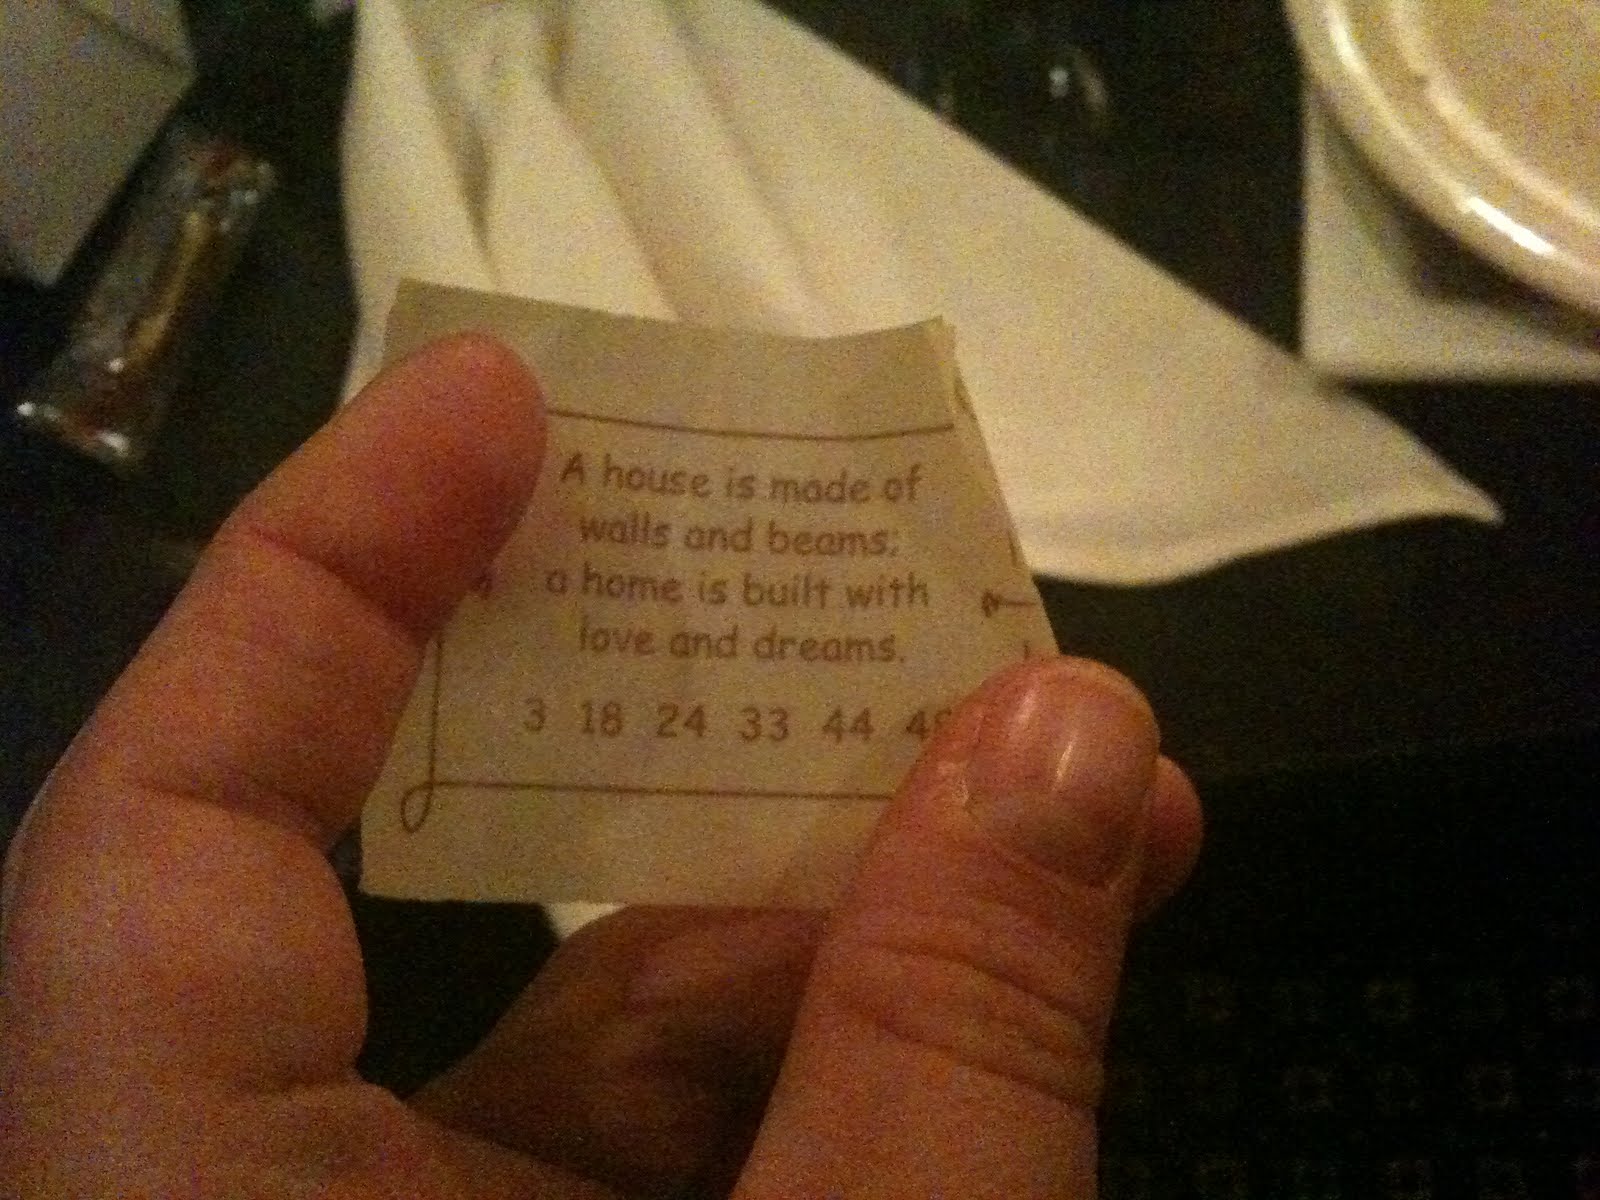 A house is made of
walls and beams;
a home is built with
love and dreams.
3 18 24 33 44